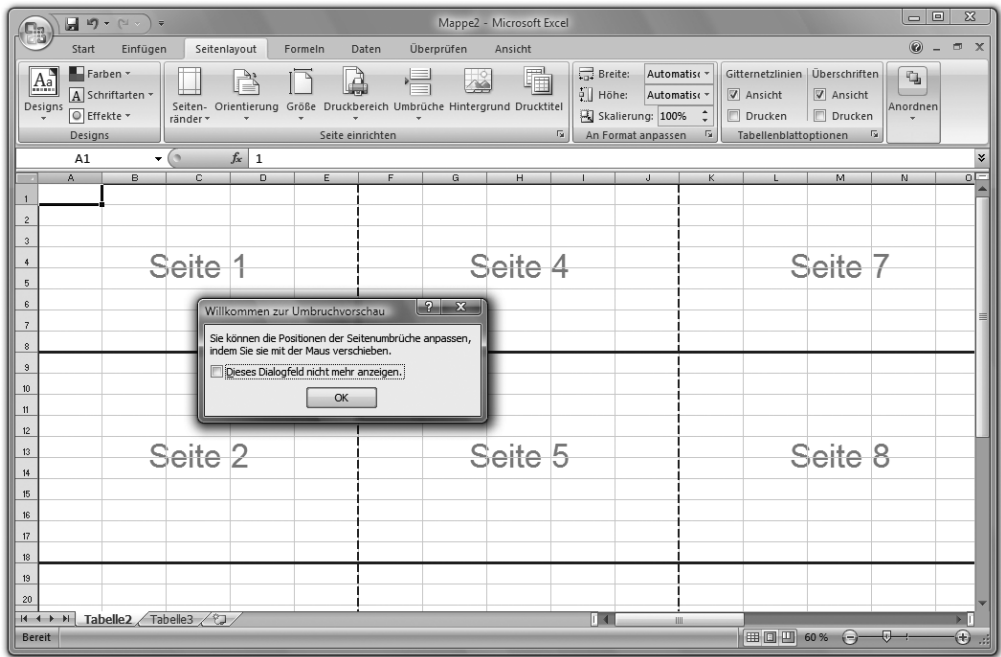 Mappe2 - Microsoft Excel
Start Einfügen Seitenlayout Formeln Daten Überprüfen Ansicht
Designs
Farben
Schriftarten
Effekte
Designs
Seiten-ränder Orientierung Größe Druckbereich Umbrüche Hintergrund Drucktitel
Seite einrichten
Breite: Automatisc
Höhe: Automatisc
Skalierung: 100%
An Format anpassen
Gitternetzlinien Überschriften
Ansicht Ansicht
Drucken Drucken
Tabellenblattoptionen
Anordnen
A1 fx 1
A B C D E F G H I J K L M N O
1
2
3
4
5
6
7
8
9
10
11
12
13
14
15
16
17
18
19
20
Seite 1 Seite 4 Seite 7
Willkommen zur Umbruchvorschau
Sie können die Positionen der Seitenumbrüche anpassen,
indem Sie sie mit der Maus verschieben.
Dieses Dialogfeld nicht mehr anzeigen.
OK
Seite 2 Seite 5 Seite 8
Tabelle2 Tabelle3
Bereit 60 %